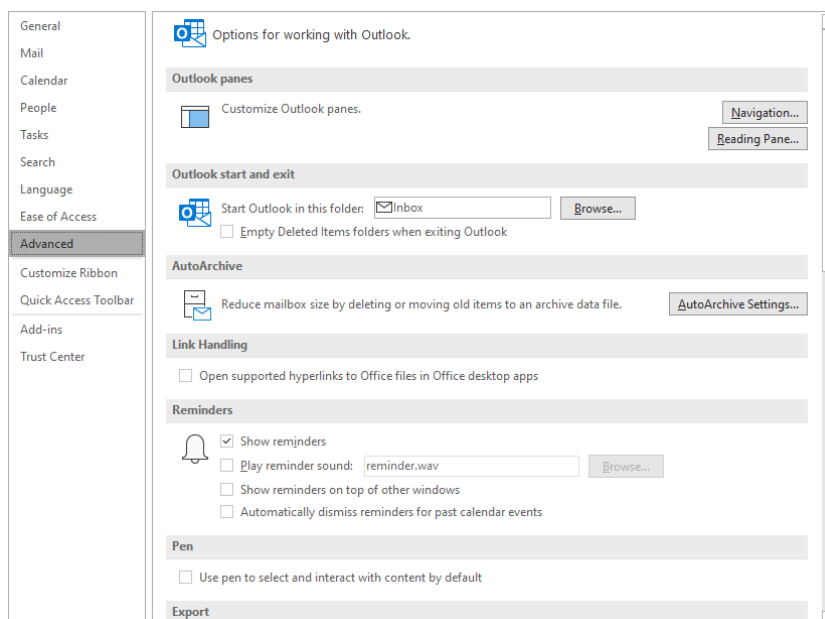 General
Mail
Calendar
People
Tasks
Search
Language
Ease of Access
Advanced
Customize Ribbon
Quick Access Toolbar
Add-ins
Trust Center
Options for working with Outlook.
Outlook panes
Customize Outlook panes.
Navigation...
Reading Pane...
Outlook start and exit
Start Outlook in this folder: Inbox Browse...
Empty Deleted Items folders when exiting Outlook
AutoArchive
Reduce mailbox size by deleting or moving old items to an archive data file. AutoArchive Settings...
Link Handling
Open supported hyperlinks to Office files in Office desktop apps
Reminders
Show reminders
Play reminder sound: reminder.wav Browse...
Show reminders on top of other windows
Automatically dismiss reminders for past calendar events
Pen
Use pen to select and interact with content by default
Export